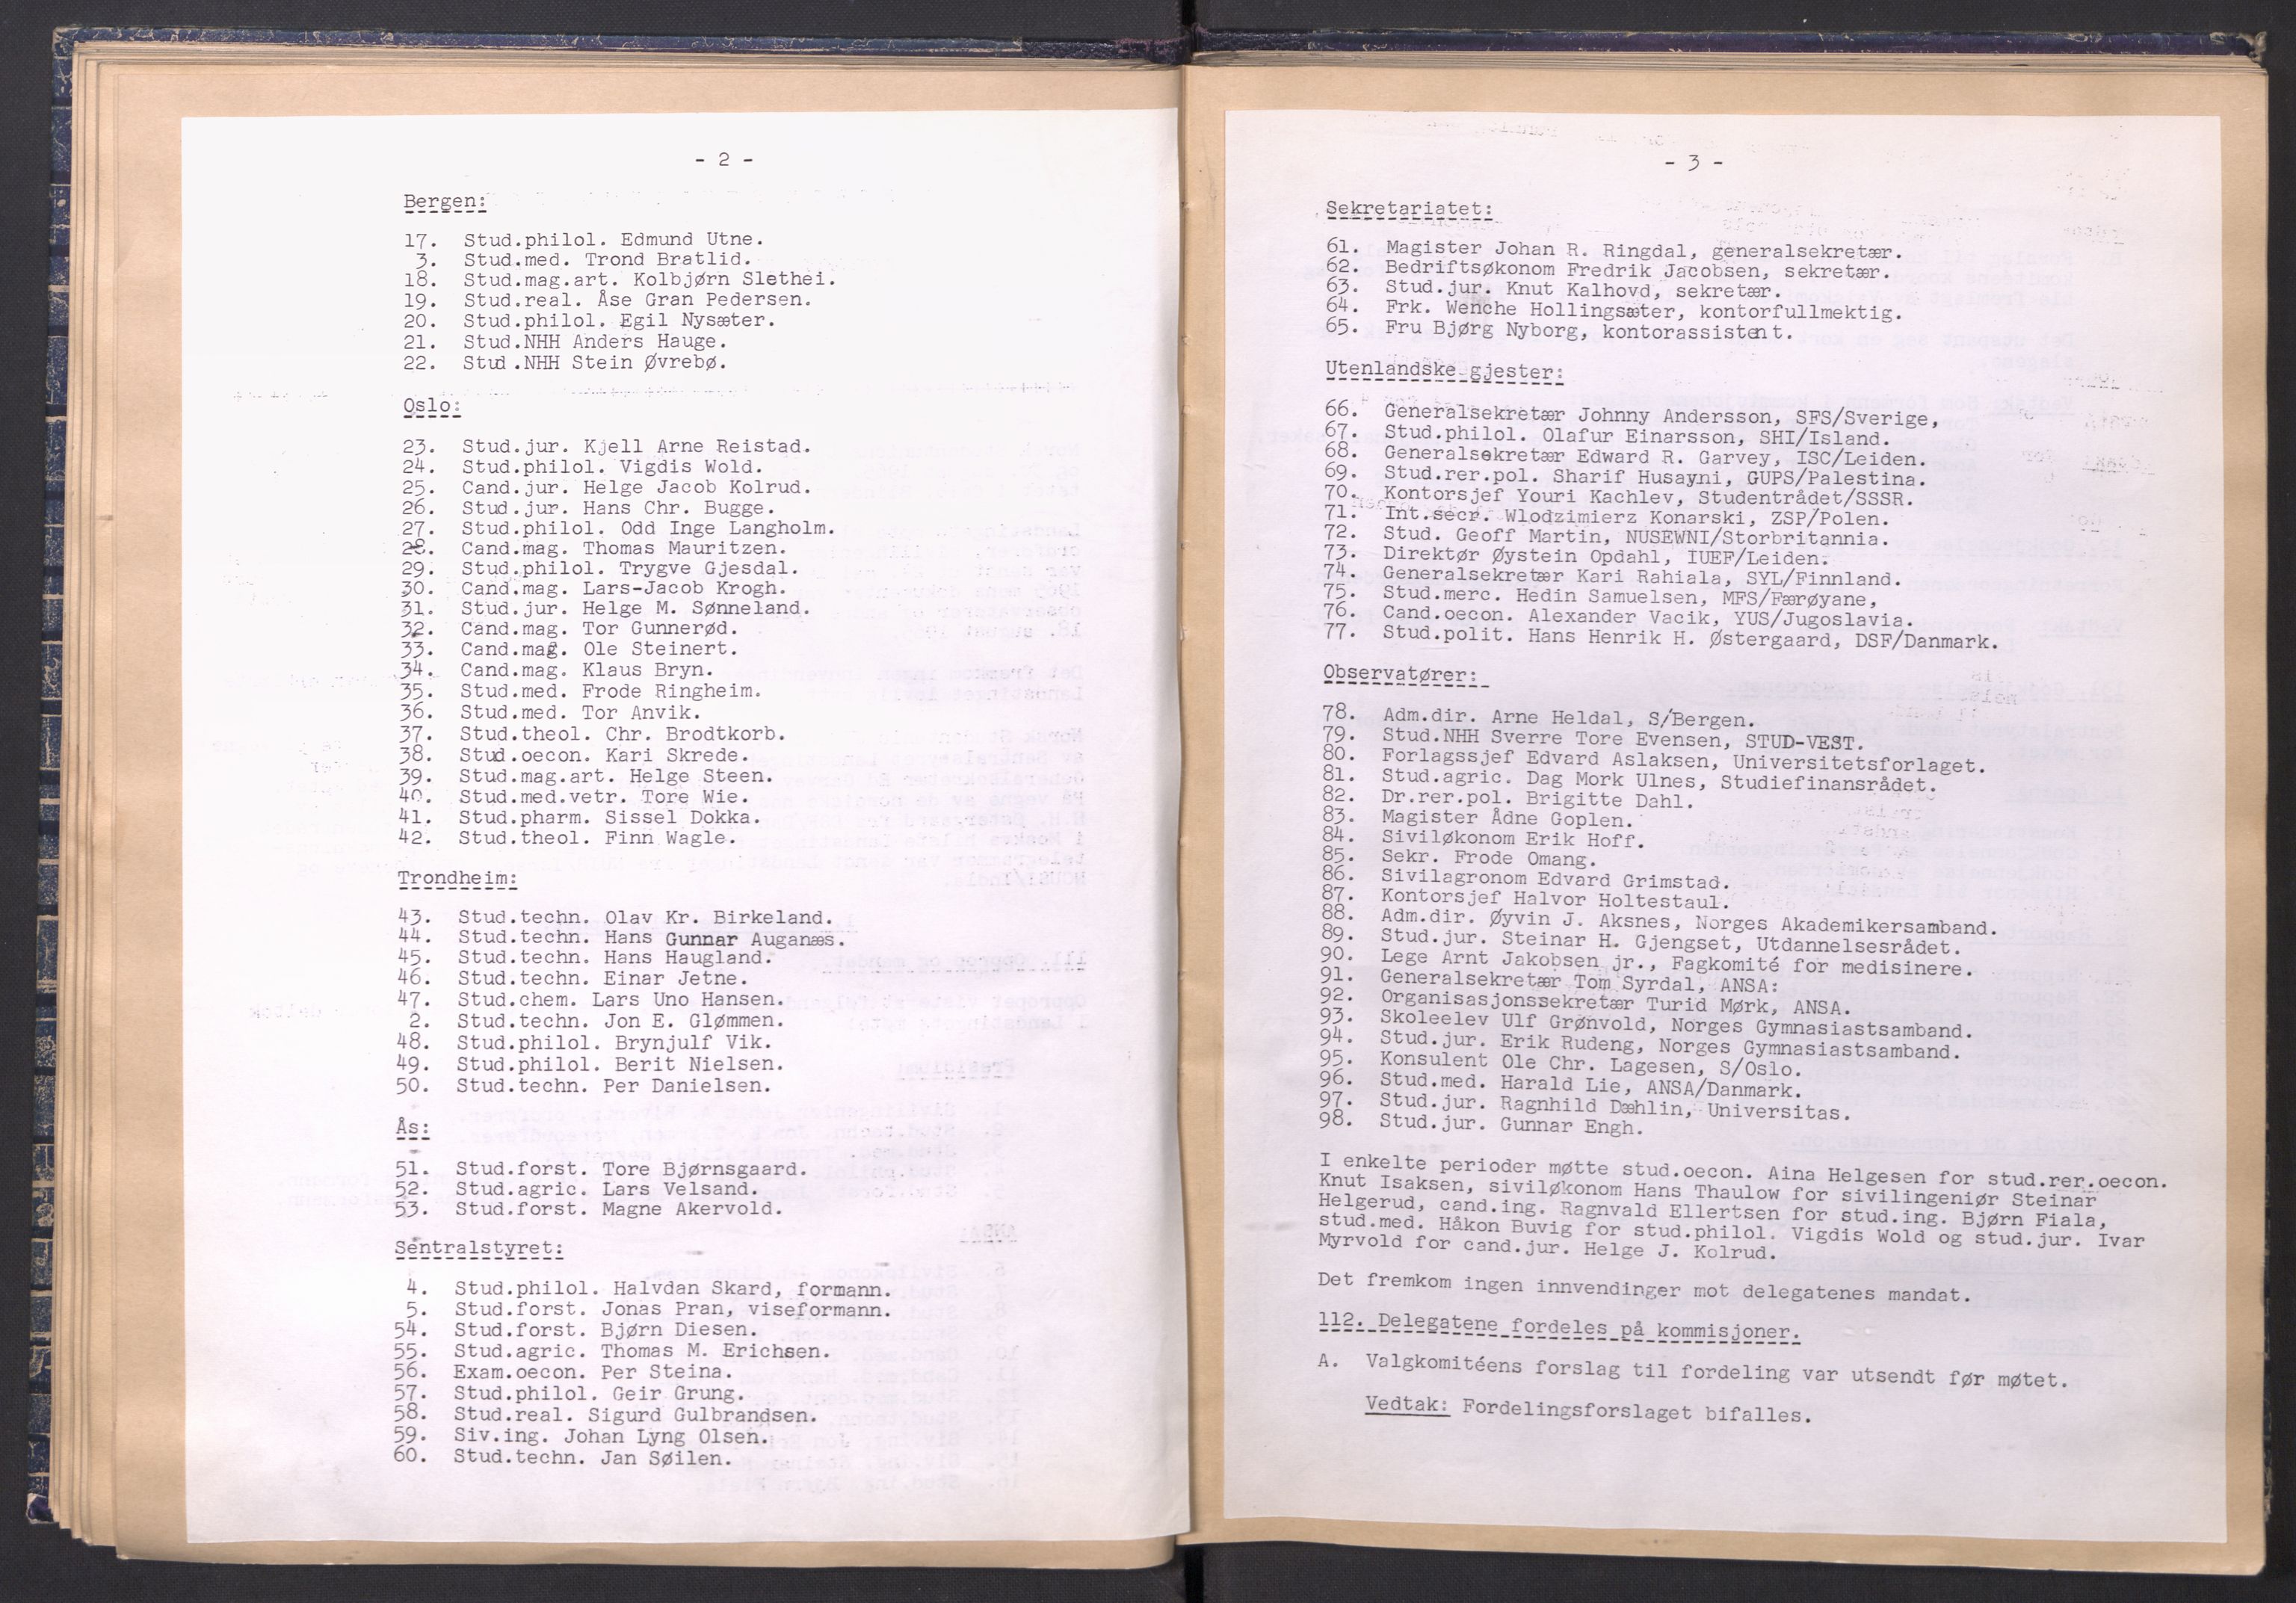 - 2 -
Bergen:
17. Stud.philol. Edmund Utne.
3. Stud.med. Trond Bratlid.
18. Stud.mag.art. Kolbjørn Slethei.
19. Stud.real. Åse Gran Pedersen.
20. Stud.philol. Egil Nysæter.
21. Stud.NHH Anders Hauge.
22. Stud.NHH Stein Øvrebø.
Oslo:
23. Stud.jur. Kjell Arne Reistad.
24. Stud.philol. Vigdis Wold.
25. Cand.jur. Helge Jacob Kolrud.
26. Stud.jur. Hans Chr. Bugge.
27. Stud.philol. Odd Inge Langholm.
28. Cand.mag. Thomas Mauritzen.
29. Stud.philol. Trygve Gjesdal.
30. Cand.mag. Lars-Jacob Krogh.
31. Stud.jur. Helge M. Sønneland.
32. Cand.mag. Tor Gunnerød.
33. Cand.mag. Ole Steinert.
34. Cand.mag. Klaus Bryn.
35. Stud.med. Frode Ringheim.
36. Stud.med. Tor Anvik.
37. Stud.theol. Chr. Brodtkorb.
38. Stud.oecon. Kari Skrede.
39. Stud.mag.art. Helge Steen.
40. Stud.med.vetr. Tore Wie.
41. Stud.pharm. Sissel Dokka.
42. Stud.theol. Finn Wagle.
Trondheim:
43. Stud.techn. Olav Kr. Birkeland.
44. Stud.techn. Hans Gunnar Auganæs.
45. Stud.techn. Hans Haugland.
46. Stud.techn. Einar Jetne.
47. Stud.chem. Lars Uno Hansen.
2. Stud.techn. Jon E. Glømmen.
48. Stud.philol. Brynjulf Vik.
49. Stud.philol. Berit Nielsen.
50. Stud.techn. Per Danielsen.
Ås:
51. Stud.forst. Tore Bjørnsgaard.
52. Stud.agric. Lars Velsand.
53. Stud.forst. Magne Akervold.
Sentralstyret:
4. Stud.philol. Halvdan Skard, formann.
5. Stud.forst. Jonas Pran, viseformann.
54. Stud.forst. Bjørn Diesen.
55. Stud.agric. Thomas M. Erichsen.
56. Exam.oecon. Per Steina.
57. Stud.philol. Geir Grung.
58. Stud.real. Sigurd Gulbrandsen.
59. Siv.ing. Johan Lyng Olsen.
60. Stud.techn. Jan Søilen.
- 3 -
Sekretariatet:
61. Magister Johan R. Ringdal, generalsekretær.
62. Bedriftsøkonom Fredrik Jacobsen, sekretær.
63. Stud.jur. Knut Kalhovd, sekretær.
64. Frk. Wenche Hollingsæter, kontorfullmektig.
65. Fru Bjørg Nyborg, kontorassistent.
Utenlandske gjester:
66. Generalsekretær Johnny Andersson, SFS/Sverige,
67. Stud.philol. Olafur Einarsson, SHI/Island.
68. Generalsekretær Edward R. Garvey, ISC/Leiden.
69. Stud.rer.pol. Sharif Husayni, GUPS/Palestina.
70. Kontorsjef Youri Kachlev, Studentrådet/SSSR.
71. Int.secr. Wlodzimierz Konarski, ZSP/Polen.
72. Stud. Geoff Martin, NUSEWNI/Storbritannia.
73. Direktør Øystein Opdahl, IUEF/Leiden.
74. Generalsekretær Kari Rahiala, SYL/Finnland.
75. Stud.merc. Hedin Samuelsen, MFS/Færøyane,
76. Cand.oecon. Alexander Vacik, YUS/Jugoslavia.
77. Stud.polit. Hans Henrik H. Østergaard, DSF/Danmark.
Observatører:
78. Adm.dir. Arne Heldal, S/Bergen.
79. Stud.NHH Sverre Tore Evensen, STUD-VEST.
80. Forlagssjef Edvard Aslaksen, Universitetsforlaget.
81. Stud.agric. Dag Mork Ulnes, Studiefinansrådet.
82. Dr.rer.pol. Brigitte Dahl.
83. Magister Ådne Goplen.
84. Siviløkonom Erik Hoff.
85. Sekr. Frode Omang.
86. Sivilagronom Edvard Grimstad.
87. Kontorsjef Halvor Holtestaul.
88. Adm.dir. Øyvin J. Aksnes, Norges Akademikersamband.
89. Stud.jur. Steinar H. Gjengset, Utdannelsesrådet.
90. Lege Arnt Jakobsen jr., Fagkomité for medisinere.
91. Generalsekretær Tom Syrdal, ANSA:
92. Organisasjonssekretær Turid Mørk, ANSA.
93. Skoleelev Ulf Grønvold, Norges Gymnasiastsamband.
94. Stud.jur. Erik Rudeng, Norges Gymnasiastsamband.
95. Konsulent Ole Chr. Lagesen, S/Oslo.
96. Stud.med. Harald Lie, ANSA/Danmark.
97. Stud.jur. Ragnhild Dæhlin, Universitas.
98. Stud.jur. Gunnar Engh.
I enkelte perioder møtte stud.oecon. Aina Helgesen for stud.rer.oecon.
Knut Isaksen, siviløkonom Hans Thaulow for sivilingeniør Steinar
Helgerud, cand.ing. Ragnvald Ellertsen for stud.ing. Bjørn Fiala,
stud.med. Håkon Buvig for stud.philol. Vigdis Wold og stud.jur. Ivar
Myrvold for cand.jur. Helge J. Kolrud.
Det fremkom ingen innvendinger mot delegatenes mandat.
112. Delegatene fordeles på kommisjoner.
A. Valgkomitéens forslag til fordeling var utsendt før møtet.
Vedtak: Fordelingsforslaget bifalles.